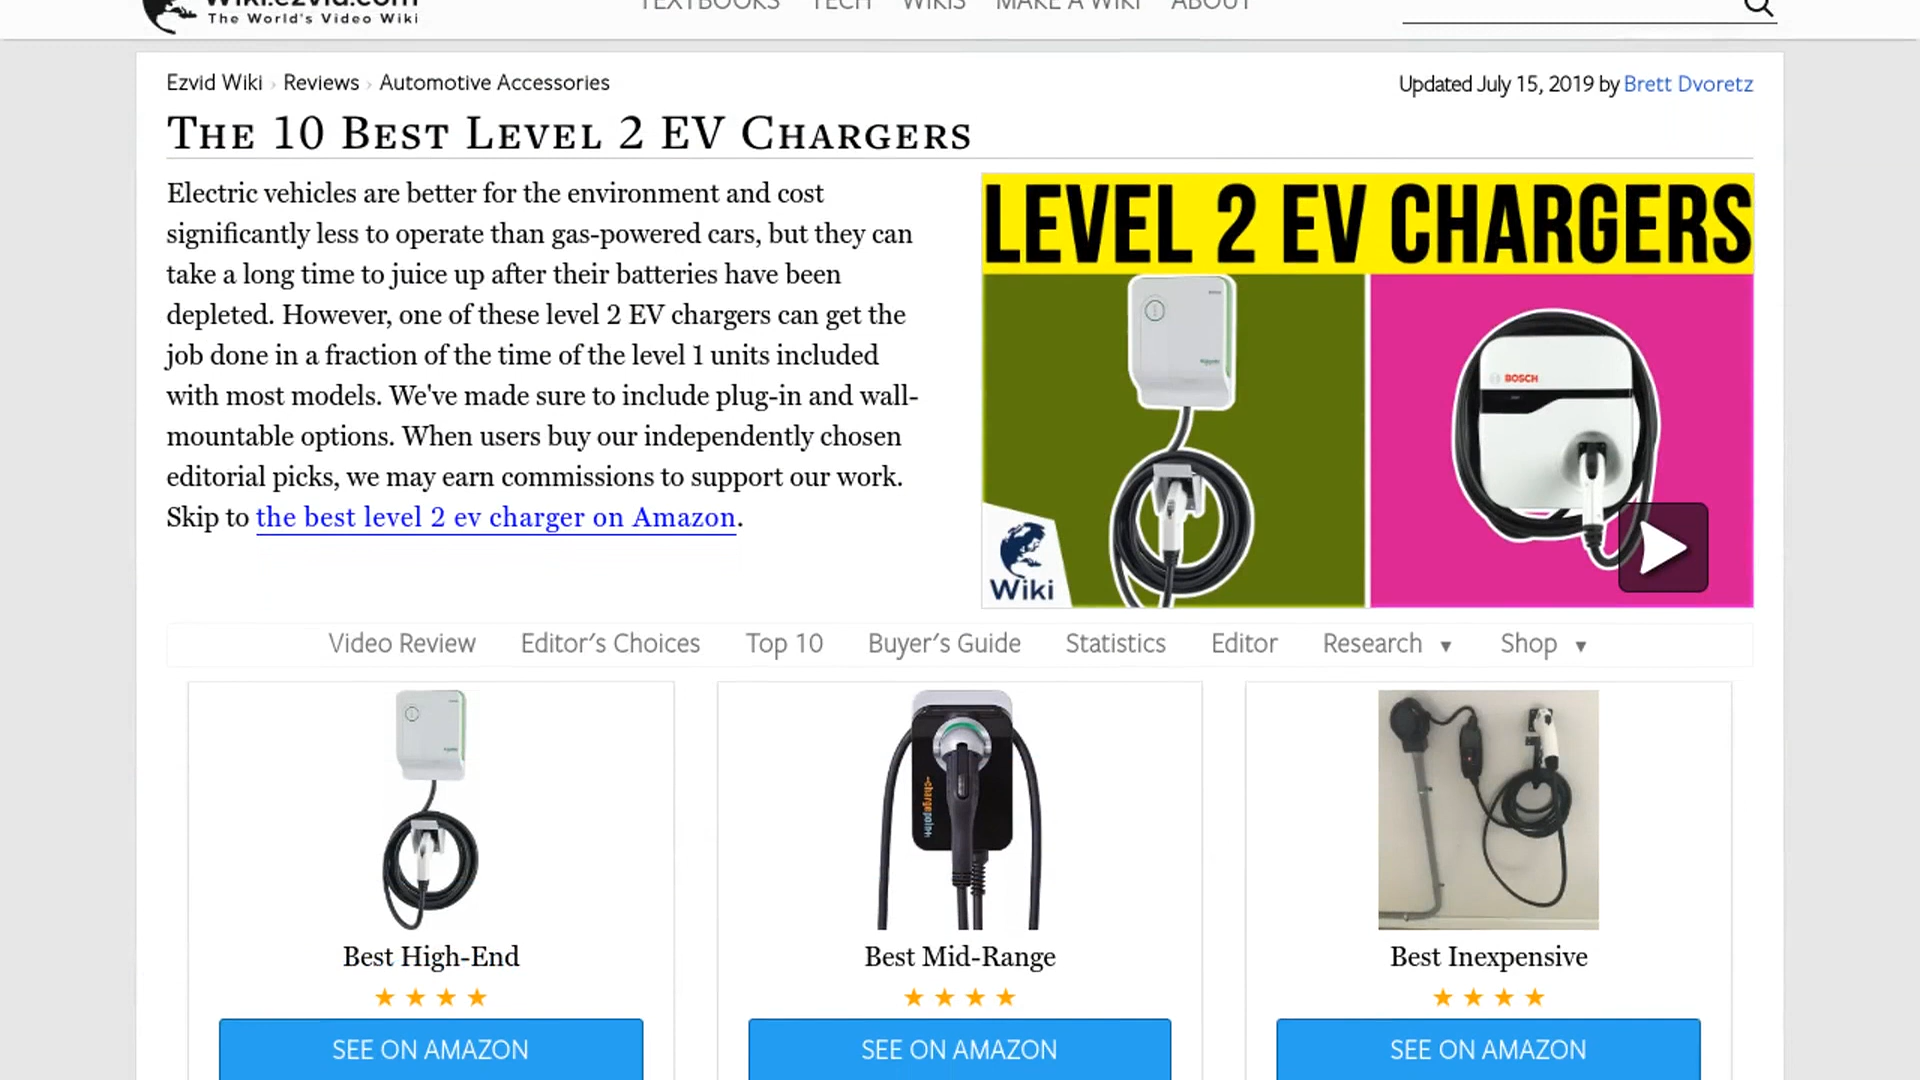 Wiki.ezvid.com
The World's Video Wiki
TEXTBOOKS TECH WIKIS MAKE A WIKI ABOUT
Ezvid Wiki › Reviews › Automotive Accessories
Updated July 15, 2019 by Brett Dvoretz
The 10 Best Level 2 EV Chargers
Electric vehicles are better for the environment and cost
significantly less to operate than gas-powered cars, but they can
take a long time to juice up after their batteries have been
depleted. However, one of these level 2 EV chargers can get the
job done in a fraction of the time of the level 1 units included
with most models. We've made sure to include plug-in and wall-
mountable options. When users buy our independently chosen
editorial picks, we may earn commissions to support our work.
Skip to the best level 2 ev charger on Amazon.
LEVEL 2 EV CHARGERS
BOSCH
Wiki
Video Review Editor's Choices Top 10 Buyer's Guide Statistics Editor Research ▼ Shop ▼
-chargepoin+
Best High-End
Best Mid-Range
Best Inexpensive
SEE ON AMAZON
SEE ON AMAZON
SEE ON AMAZON